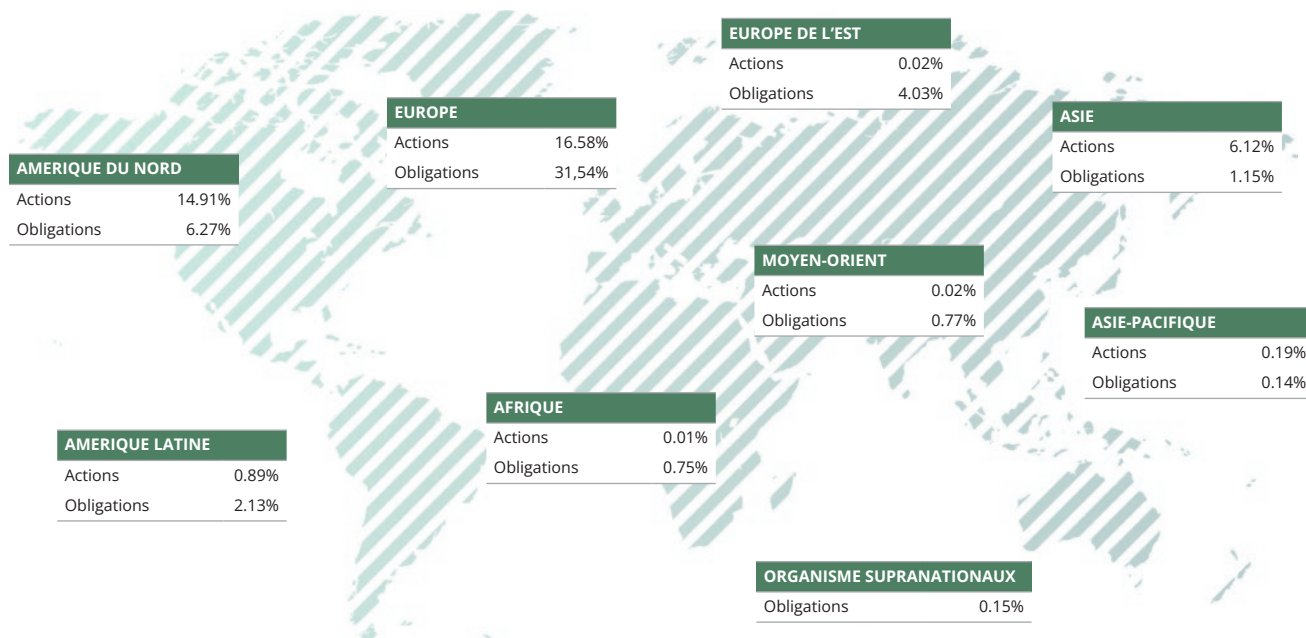 EUROPE DE L’EST
Actions 0.02%
Obligations 4.03%
EUROPE
Actions 16.58%
Obligations 31,54%
ASIE
Actions 6.12%
Obligations 1.15%
AMERIQUE DU NORD
Actions 14.91%
Obligations 6.27%
MOYEN-ORIENT
Actions 0.02%
Obligations 0.77%
ASIE-PACIFIQUE
Actions 0.19%
Obligations 0.14%
AFRIQUE
Actions 0.01%
Obligations 0.75%
AMERIQUE LATINE
Actions 0.89%
Obligations 2.13%
ORGANISME SUPRANATIONAUX
Obligations 0.15%